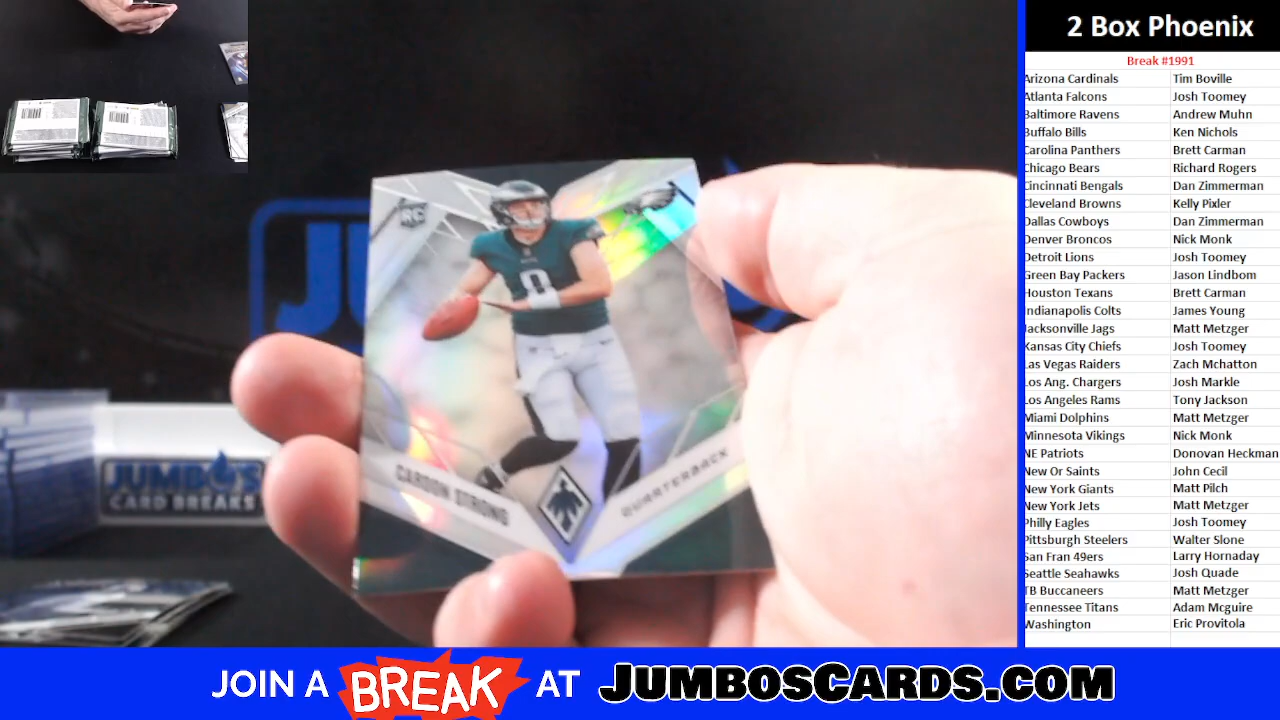 2 Box Phoenix
Break #1991
Arizona Cardinals Tim Boville
Atlanta Falcons Josh Toomey
Baltimore Ravens Andrew Muhn
Buffalo Bills Ken Nichols
Carolina Panthers Brett Carman
Chicago Bears Richard Rogers
Cincinnati Bengals Dan Zimmerman
Cleveland Browns Kelly Pixler
Dallas Cowboys Dan Zimmerman
Denver Broncos Nick Monk
Detroit Lions Josh Toomey
Green Bay Packers Jason Lindbom
Houston Texans Brett Carman
Indianapolis Colts James Young
Jacksonville Jags Matt Metzger
Kansas City Chiefs Josh Toomey
Las Vegas Raiders Zach Mchatton
Los Ang. Chargers Josh Markle
Los Angeles Rams Tony Jackson
Miami Dolphins Matt Metzger
Minnesota Vikings Nick Monk
NE Patriots Donovan Heckman
New Or Saints John Cecil
New York Giants Matt Pilch
New York Jets Matt Metzger
Philly Eagles Josh Toomey
Pittsburgh Steelers Walter Slone
San Fran 49ers Larry Hornaday
Seattle Seahawks Josh Quade
TB Buccaneers Matt Metzger
Tennessee Titans Adam Mcguire
Washington Eric Provitola
RC
8
CARSON STRONG
QUARTERBACK
JU
JUMBOS
CARD BREAKS
JOIN A BREAK AT JUMBOSCARDS.COM